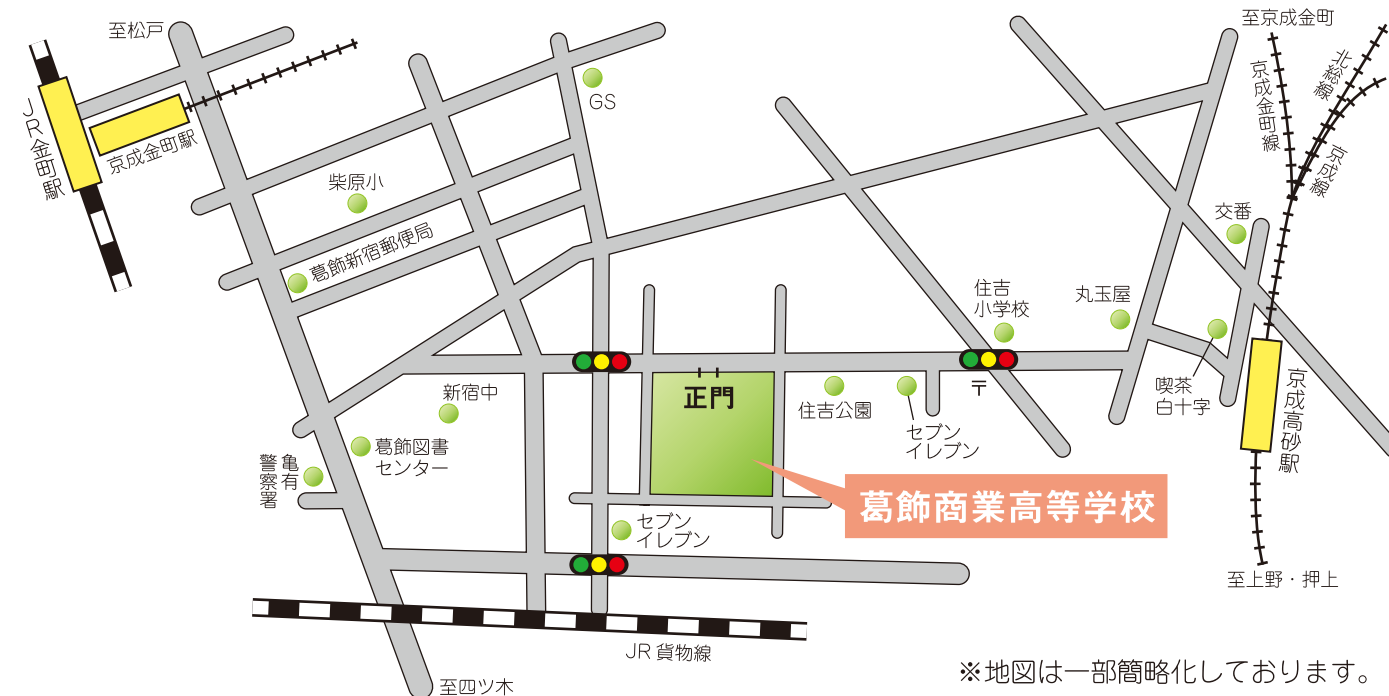 至松戸
至京成金町
北総線
京成金町線
京成線
GS
JR金町駅
京成金町駅
柴原小
葛飾新宿郵便局
交番
住吉
小学校
丸玉屋
喫茶
白十字
京成高砂駅
〒
正門
住吉公園
セブン
イレブン
新宿中
葛飾図書
センター
亀有
警察署
葛飾商業高等学校
セブン
イレブン
至上野・押上
JR 貨物線
至四ツ木
※地図は一部簡略化しております。